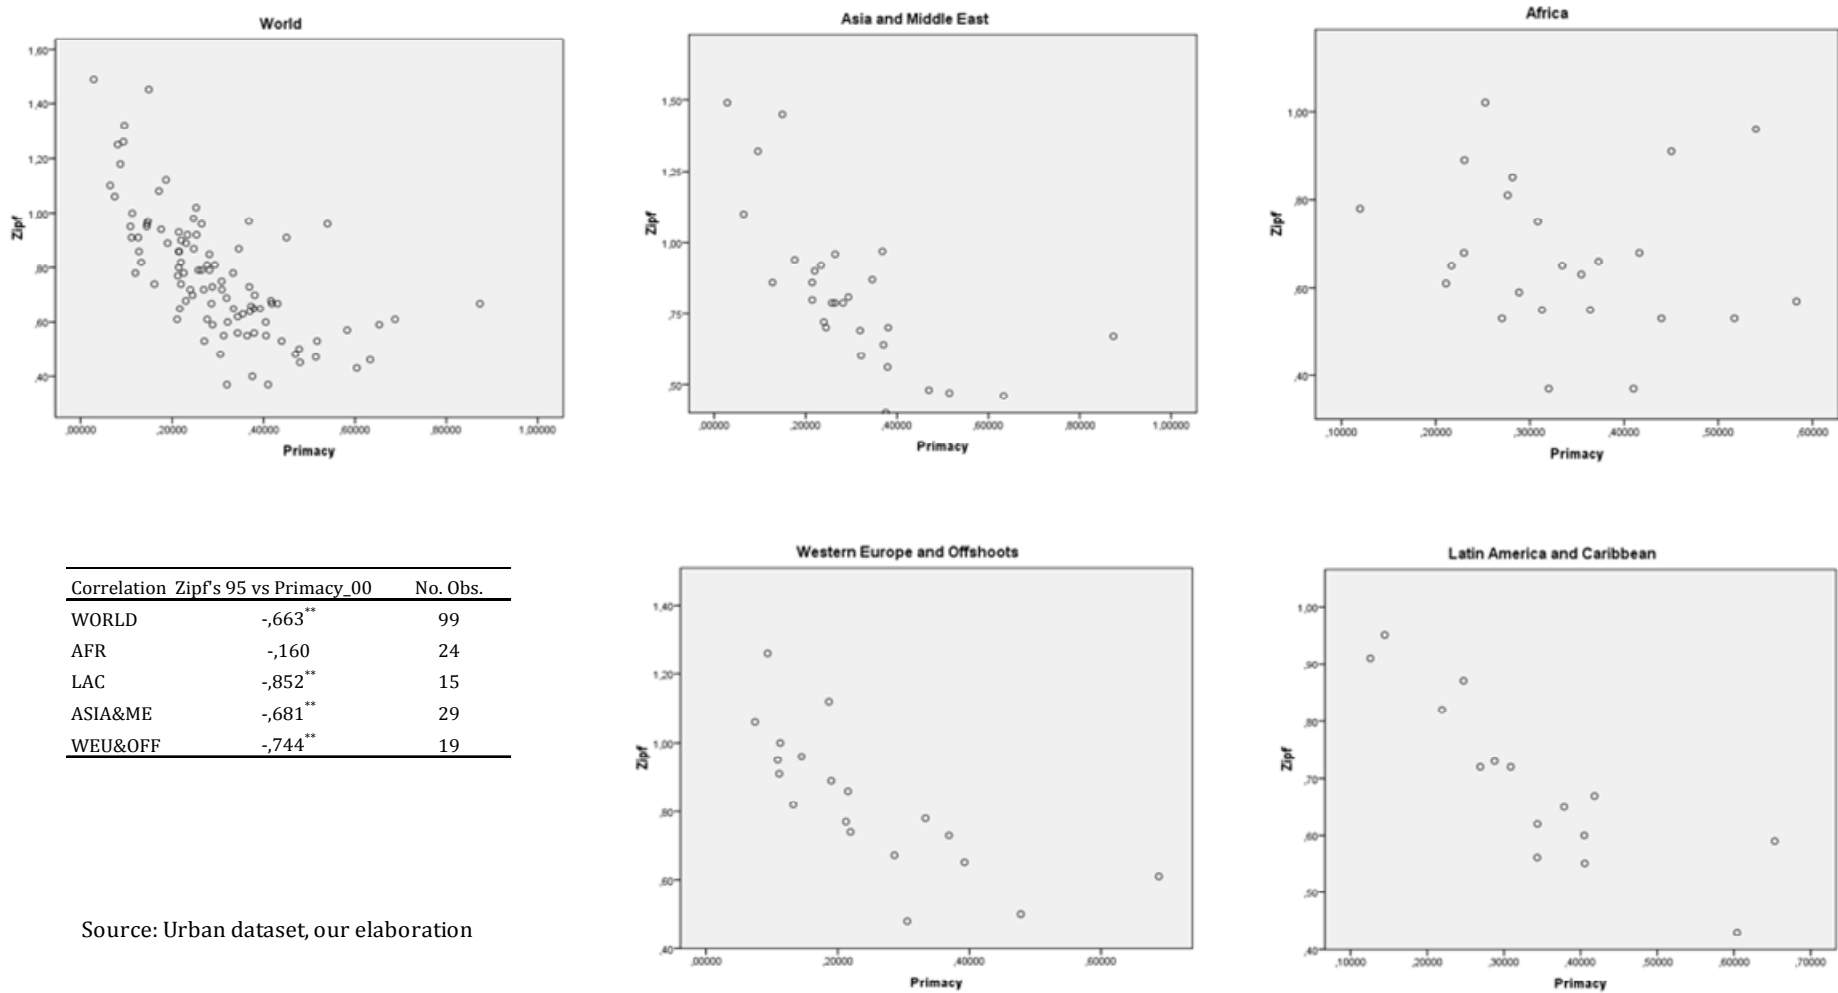 World
Zipf
1,60
1,40
1,20
1,00
,80
,60
,40
,00000 ,20000 ,40000 ,60000 ,80000 1,00000
Primacy
Asia and Middle East
Zipf
1,50
1,25
1,00
,75
,50
,00000 ,20000 ,40000 ,60000 ,80000 1,00000
Primacy
Africa
Zipf
1,00
,80
,60
,40
,10000 ,20000 ,30000 ,40000 ,50000 ,60000
Primacy
Correlation Zipf's 95 vs Primacy_00 No. Obs.
WORLD -,663** 99
AFR -,160 24
LAC -,852** 15
ASIA&ME -,681** 29
WEU&OFF -,744** 19
Source: Urban dataset, our elaboration
Western Europe and Offshoots
Zipf
1,40
1,20
1,00
,80
,60
,40
,00000 ,20000 ,40000 ,60000
Primacy
Latin America and Caribbean
Zipf
1,00
,90
,80
,70
,60
,50
,40
,10000 ,20000 ,30000 ,40000 ,50000 ,60000 ,70000
Primacy